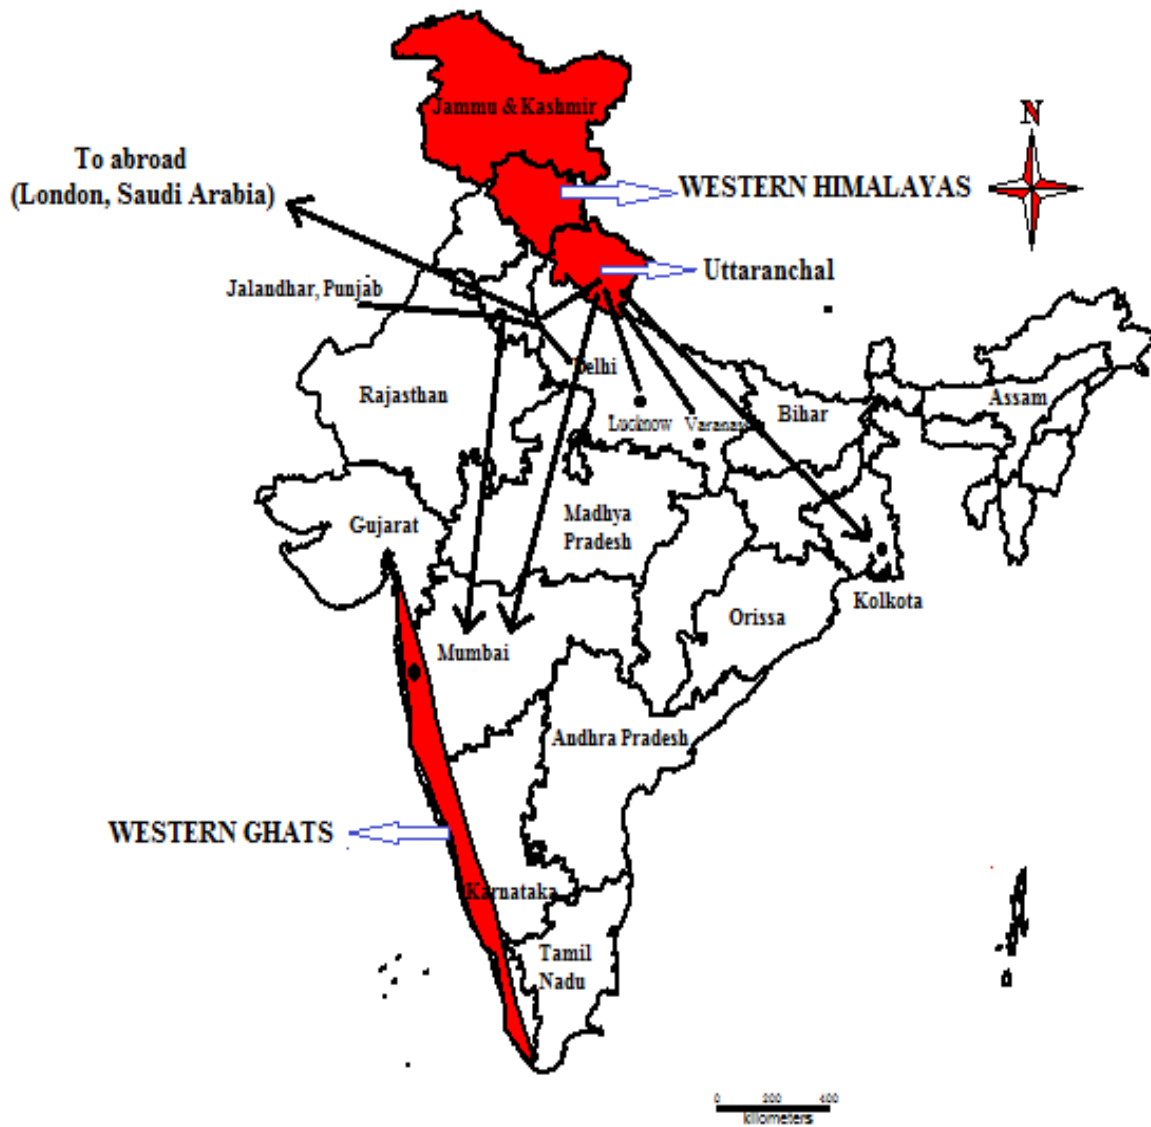 Jammu & Kashmir
N
To abroad
(London, Saudi Arabia)
WESTERN HIMALAYAS
Uttaranchal
Jalandhar, Punjab
Delhi
Rajasthan
Lucknow
Varanasi
Bihar
Assam
Gujarat
Madhya
Pradesh
Kolkota
Orissa
Mumbai
Andhra Pradesh
WESTERN GHATS
Karnataka
Tamil
Nadu
0 200 400
kilometers